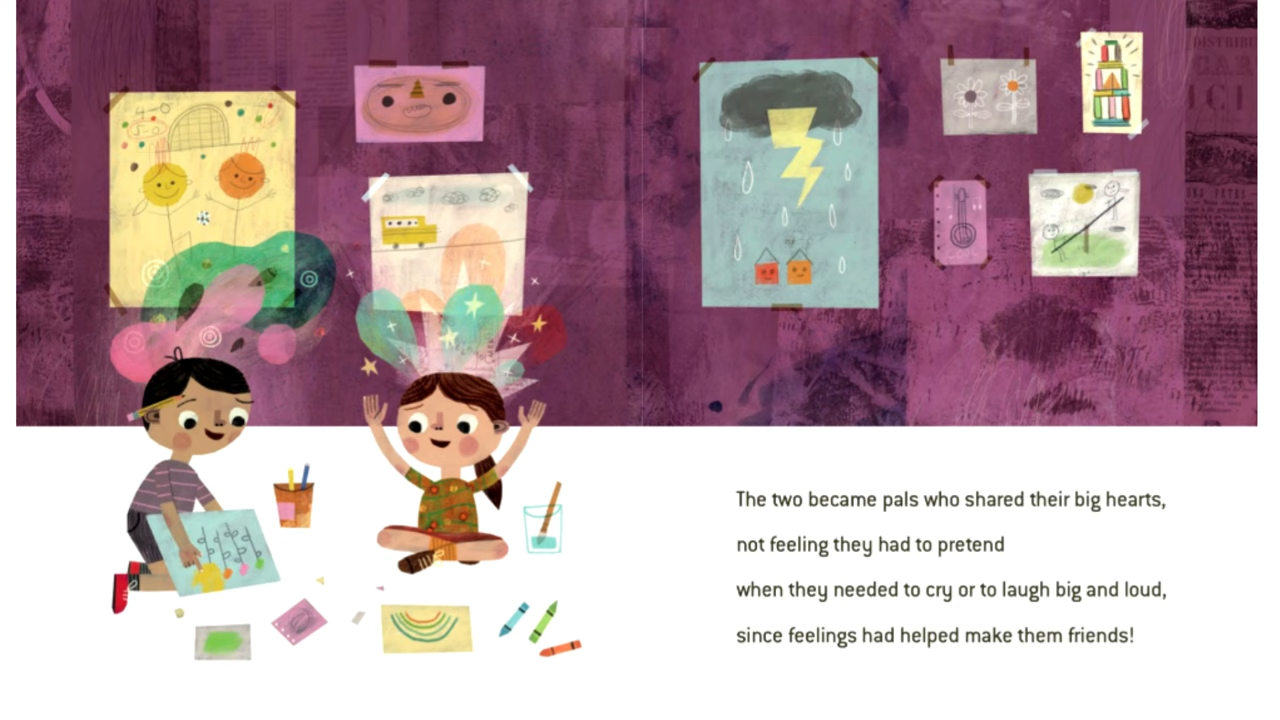 The two became pals who shared their big hearts,
not feeling they had to pretend
when they needed to cry or to laugh big and loud,
since feelings had helped make them friends!